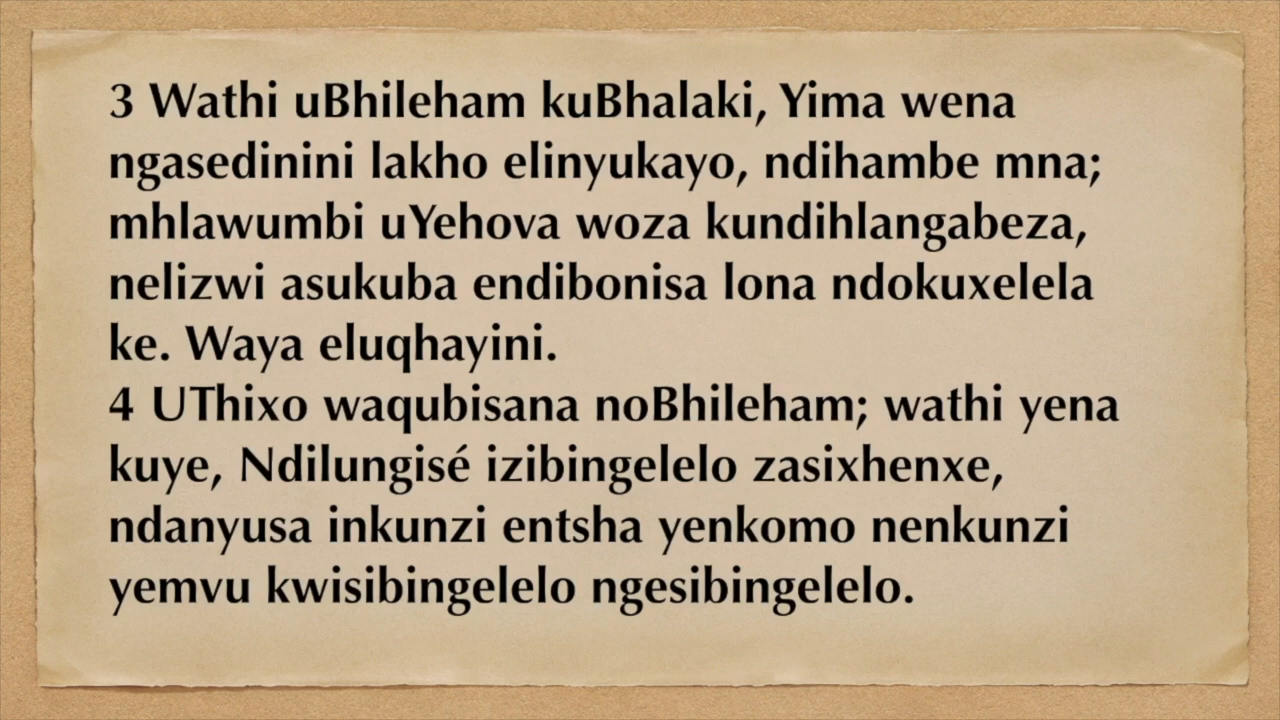 3 Wathi uBhileham kuBhalaki, Yima wena
ngasedinini lakho elinyukayo, ndihambe mna;
mhlawumbi uYehova woza kundihlangabeza,
nelizwi asukuba endibonisa lona ndokuxelela
ke. Waya eluqhayini.
4 UThixo waqubisana noBhileham; wathi yena
kuye, Ndilungisé izibingelelo zasixhenxe,
ndanyusa inkunzi entsha yenkomo nenkunzi
yemvu kwisibingelelo ngesibingelelo.